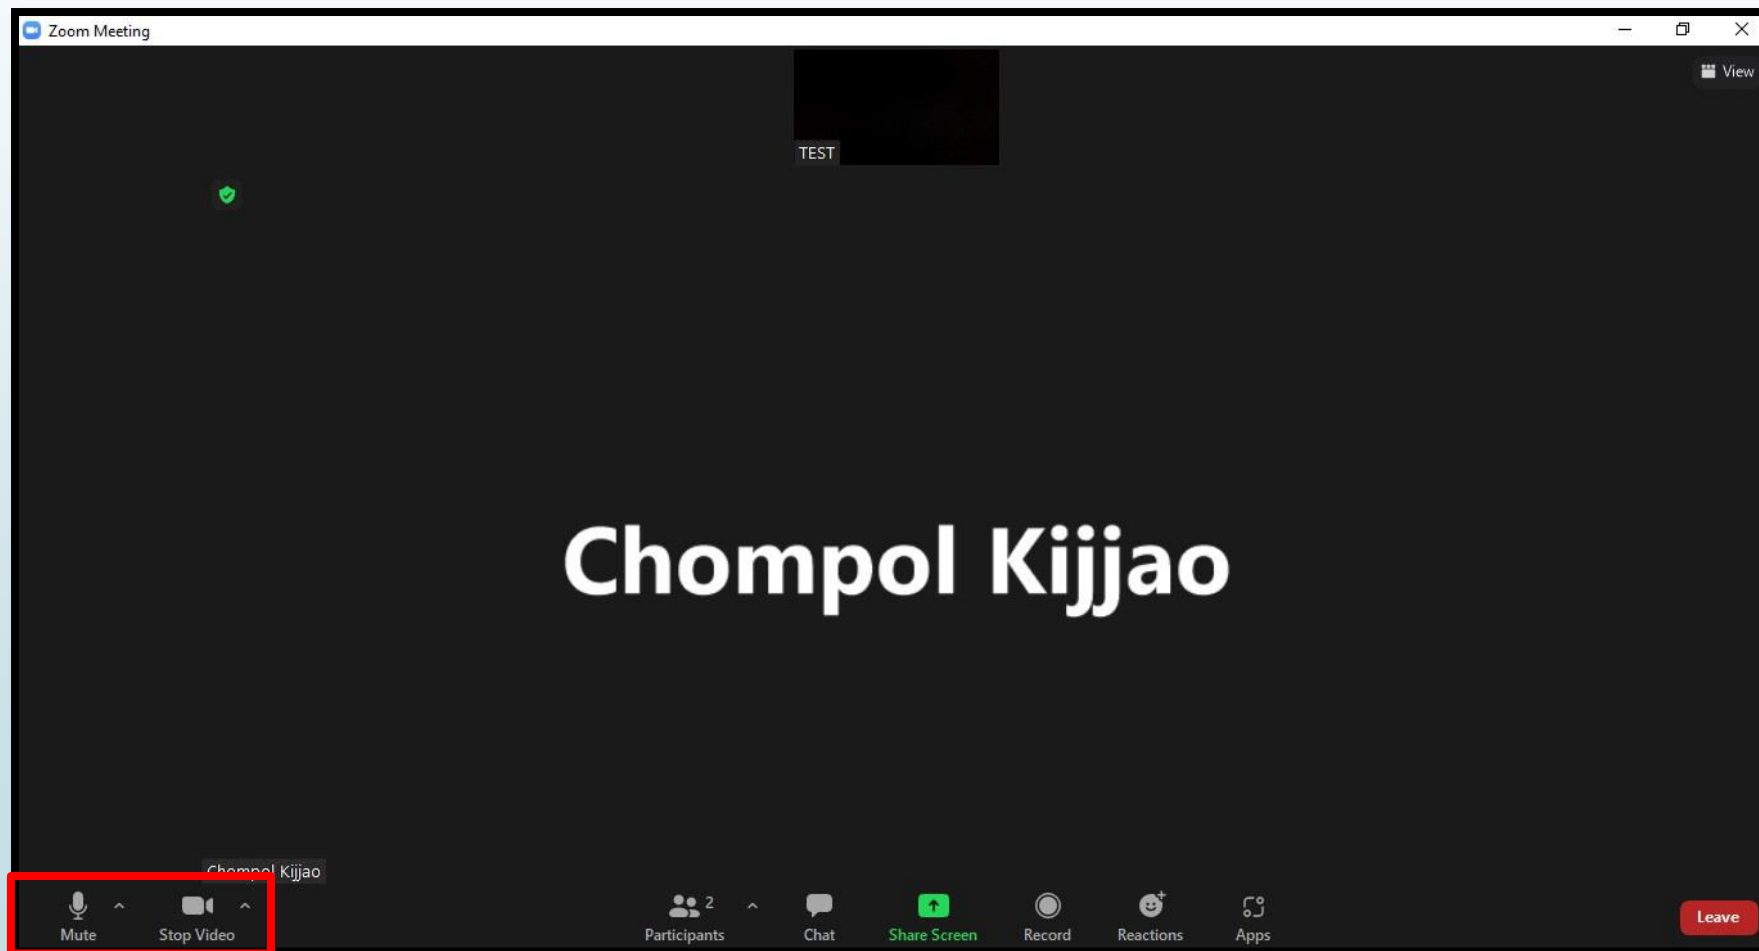 Zoom Meeting
View
TEST
Chompol Kijjao
Chompol Kijjao
Mute
Stop Video
2
Participants
Chat
Share Screen
Record
Reactions
Apps
Leave